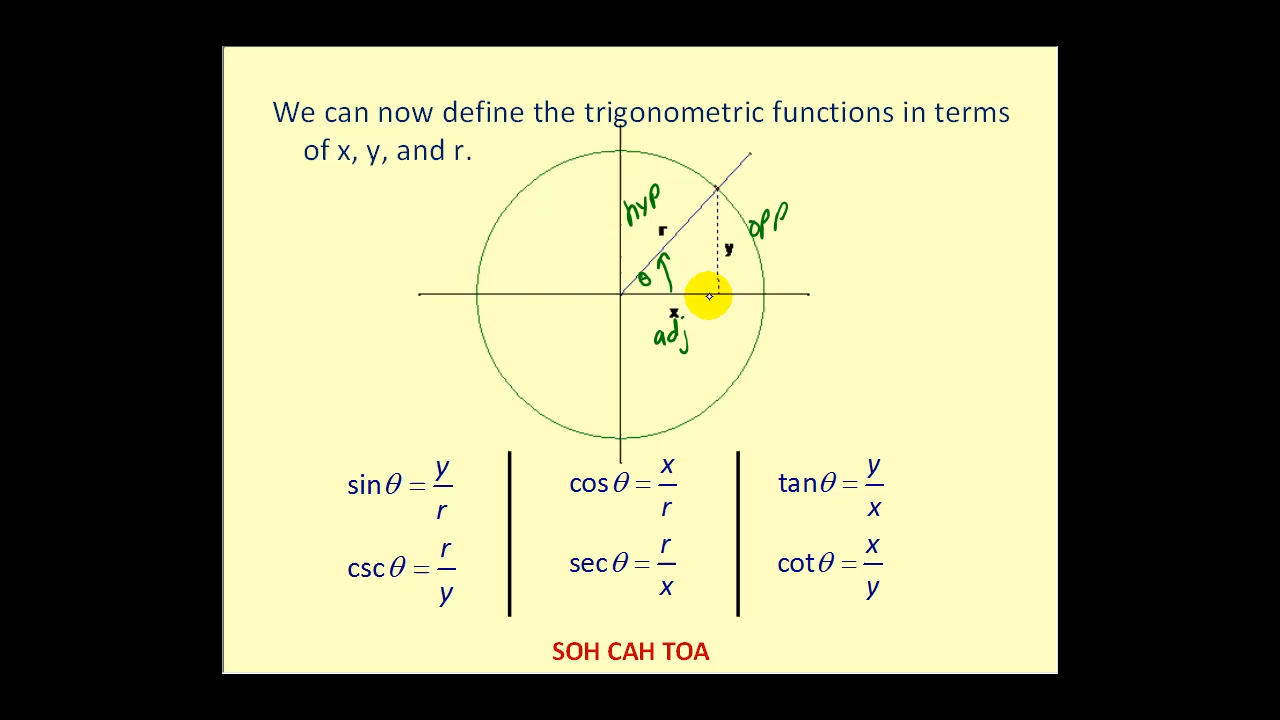 We can now define the trigonometric functions in terms
of x, y, and r.
hyp
r
opp
θ
y
x
adj
sinθ = y/r
cosθ = x/r
tanθ = y/x
cscθ = r/y
secθ = r/x
cotθ = x/y
SOH CAH TOA